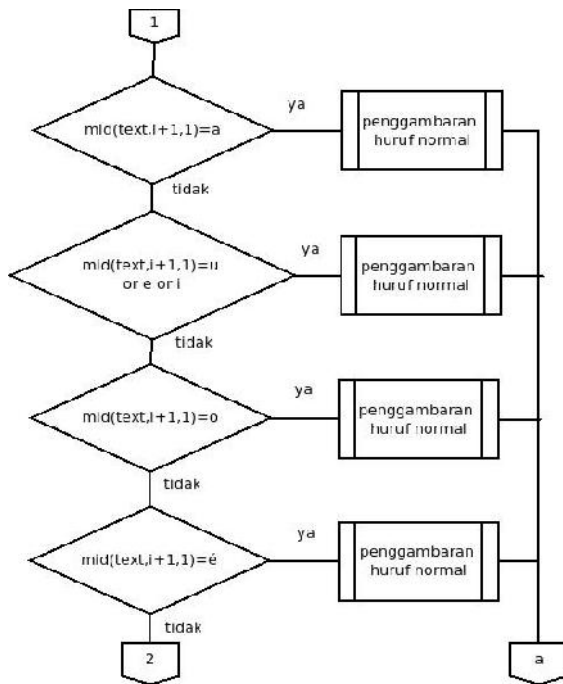 1
mid(text,i+1,1)=a
ya
penggambaran
huruf normal
tidak
mid(text,i+1,1)=u
or e or i
ya
penggambaran
huruf normal
tidak
mid(text,i+1,1)=o
ya
penggambaran
huruf normal
tidak
mid(text,i+1,1)=é
ya
penggambaran
huruf normal
tidak
2
a